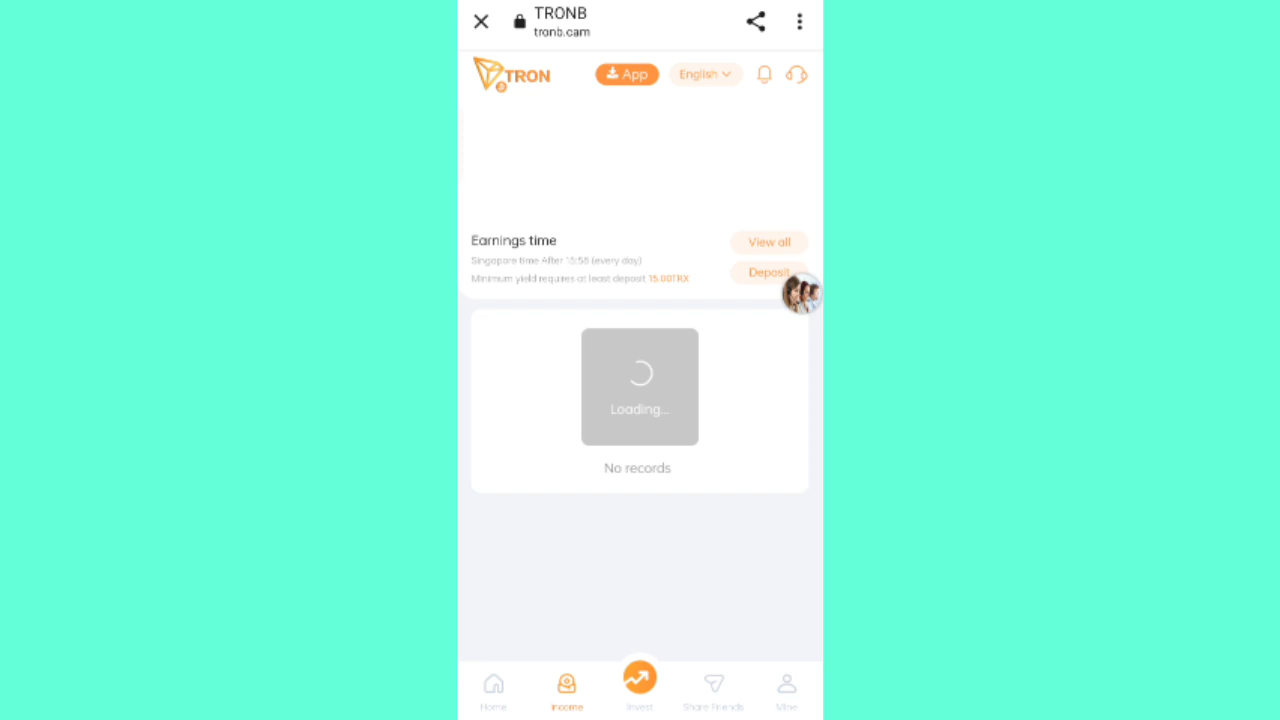 TRONB
tronb.cam
TRON
App
English
Earnings time
View all
Singapore time After 15:58 (every day)
Minimum yield requires at least deposit 15.00TRX
Deposit
Loading...
No records
Home
Income
Invest
Share Friends
Mine